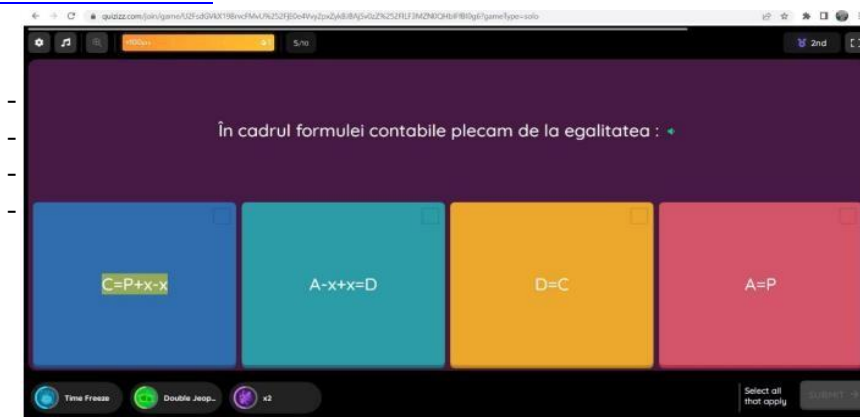 -
-
-
-
5/10
2nd
În cadrul formulei contabile plecam de la egalitatea :
C=P+x-x
A-x+x=D
D=C
A=P
Time Freeze
Double Jeop...
x2
Select all
that apply
SUBMIT